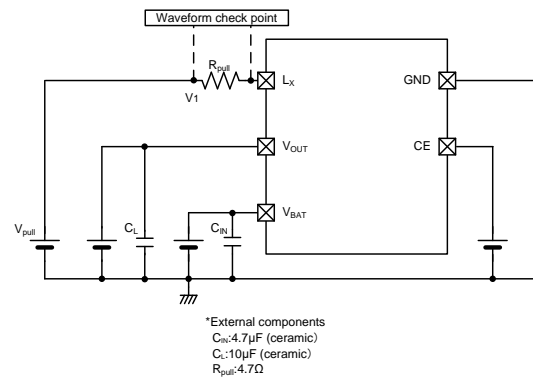 Waveform check point
Rpull
V1
LX
GND
VOUT
CE
VBAT
Vpull
CL
CIN
*External components
CIN:4.7μF (ceramic)
CL:10μF (ceramic)
Rpull:4.7Ω